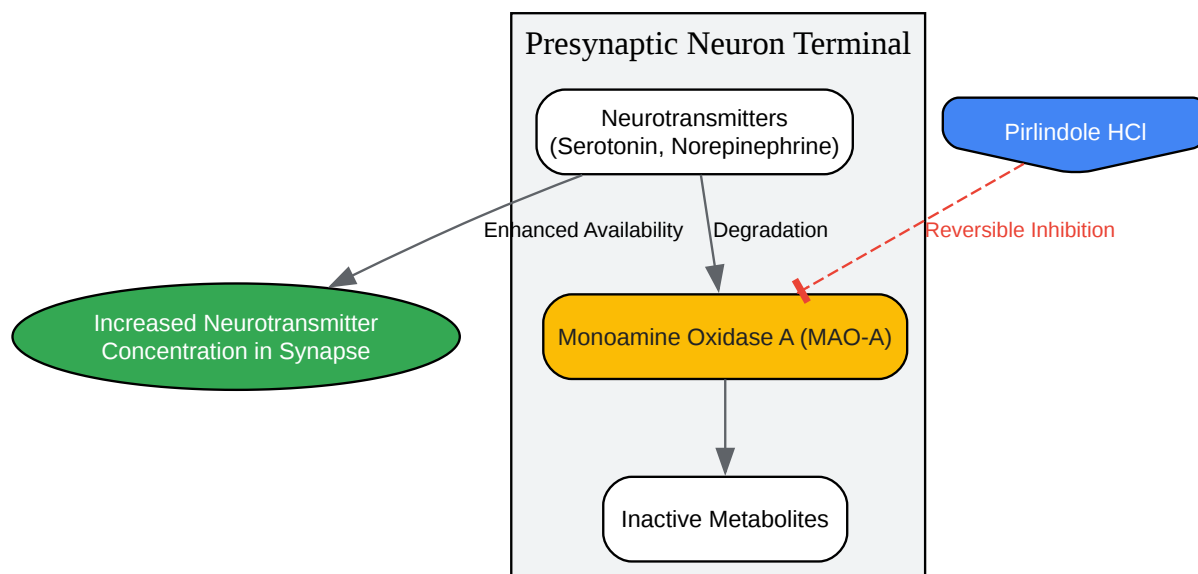 Presynaptic Neuron Terminal
Neurotransmitters
(Serotonin, Norepinephrine)
Pirlindole HCl
Enhanced Availability
Degradation
Reversible Inhibition
Increased Neurotransmitter
Concentration in Synapse
Monoamine Oxidase A (MAO-A)
Inactive Metabolites